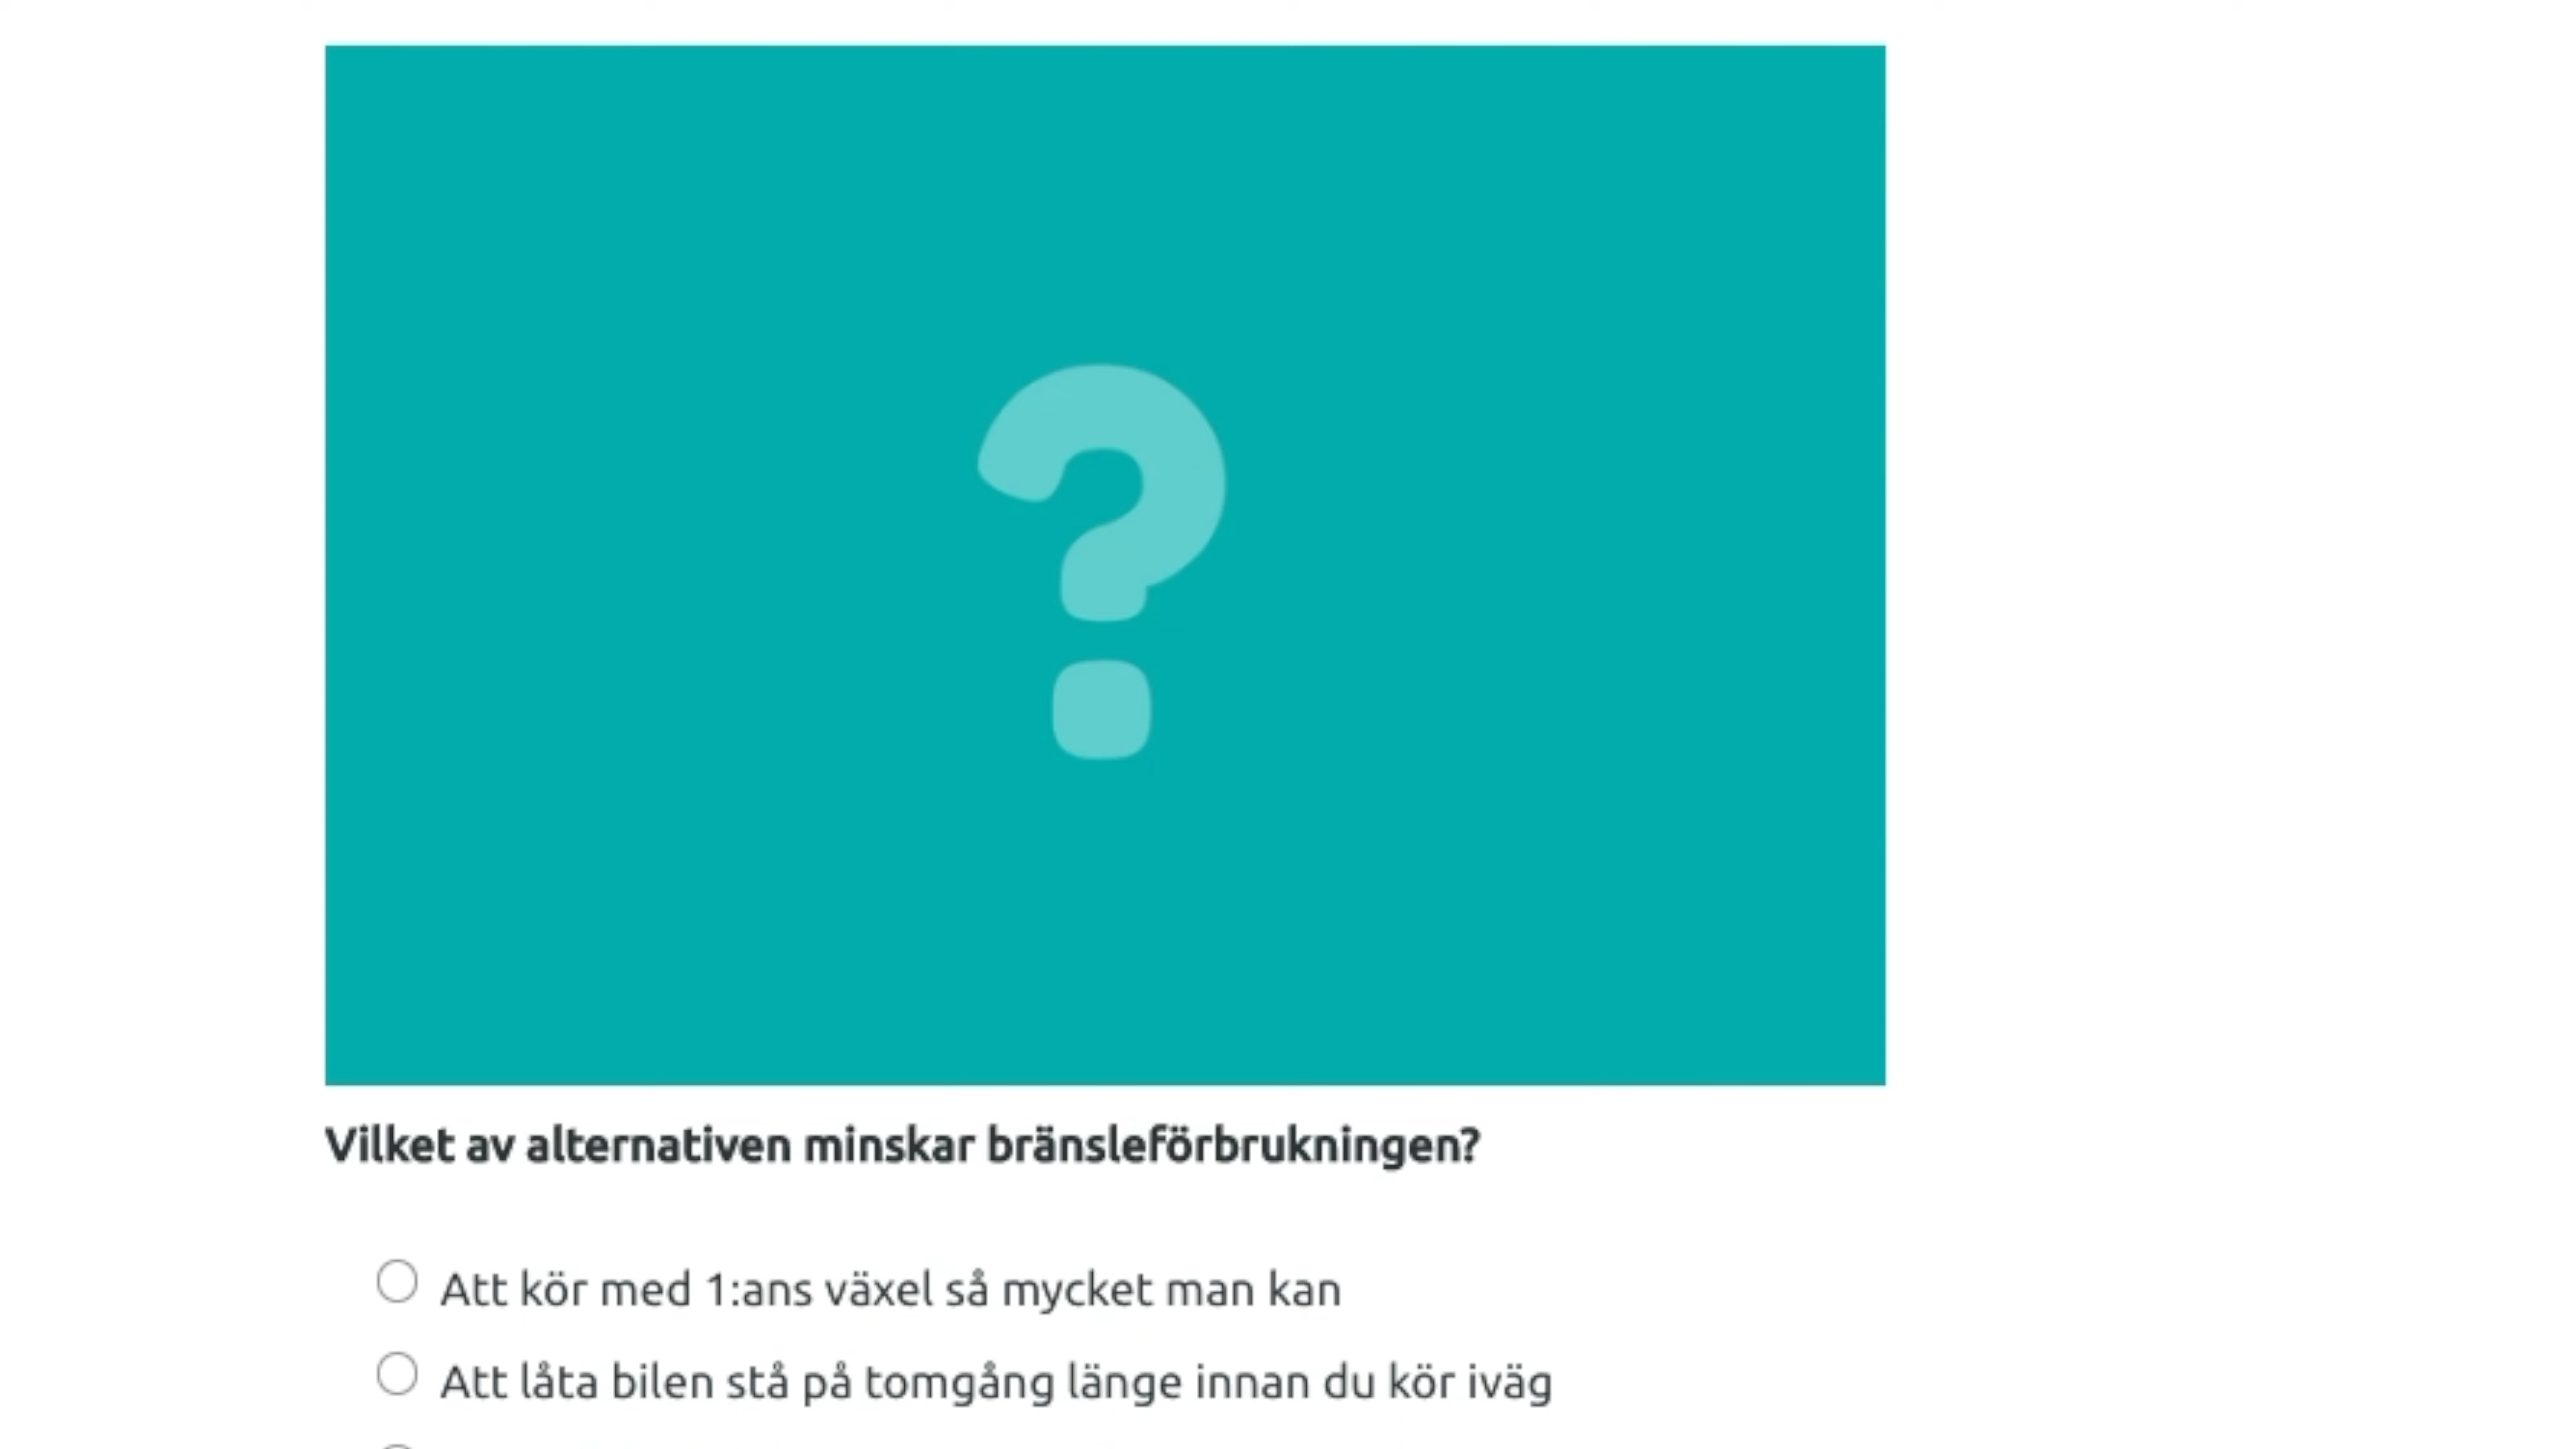 Vilket av alternativen minskar bränsleförbrukningen?
Att kör med 1:ans växel så mycket man kan
Att låta bilen stå på tomgång länge innan du kör iväg